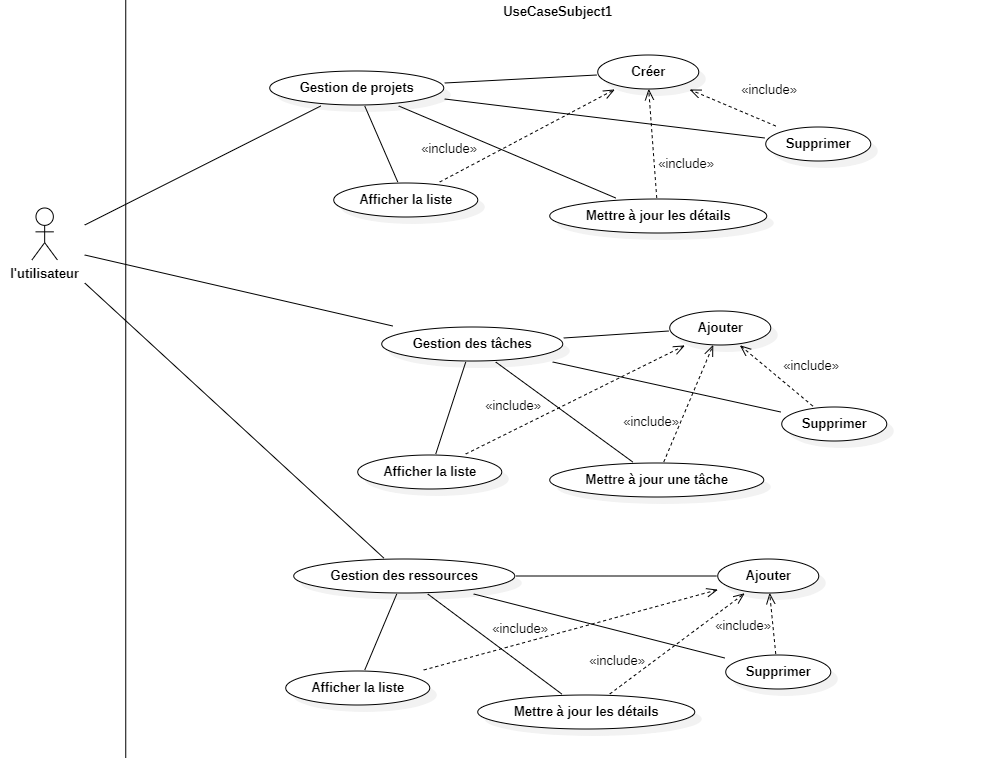 UseCaseSubject1
Créer
Gestion de projets
«include»
Supprimer
«include»
«include»
Afficher la liste
Mettre à jour les détails
l'utilisateur
Ajouter
Gestion des tâches
«include»
«include»
«include»
Supprimer
Afficher la liste
Mettre à jour une tâche
Gestion des ressources
Ajouter
«include»
«include»
«include»
Supprimer
Afficher la liste
Mettre à jour les détails